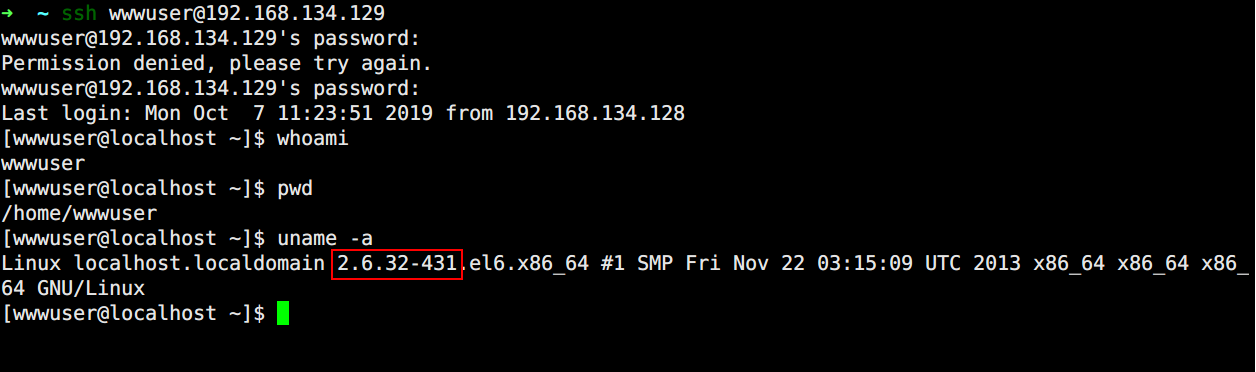 ➜  ~ ssh wwwuser@192.168.134.129
wwwuser@192.168.134.129's password:
Permission denied, please try again.
wwwuser@192.168.134.129's password:
Last login: Mon Oct  7 11:23:51 2019 from 192.168.134.128
[wwwuser@localhost ~]$ whoami
wwwuser
[wwwuser@localhost ~]$ pwd
/home/wwwuser
[wwwuser@localhost ~]$ uname -a
Linux localhost.localdomain 2.6.32-431.el6.x86_64 #1 SMP Fri Nov 22 03:15:09 UTC 2013 x86_64 x86_64 x86_
64 GNU/Linux
[wwwuser@localhost ~]$